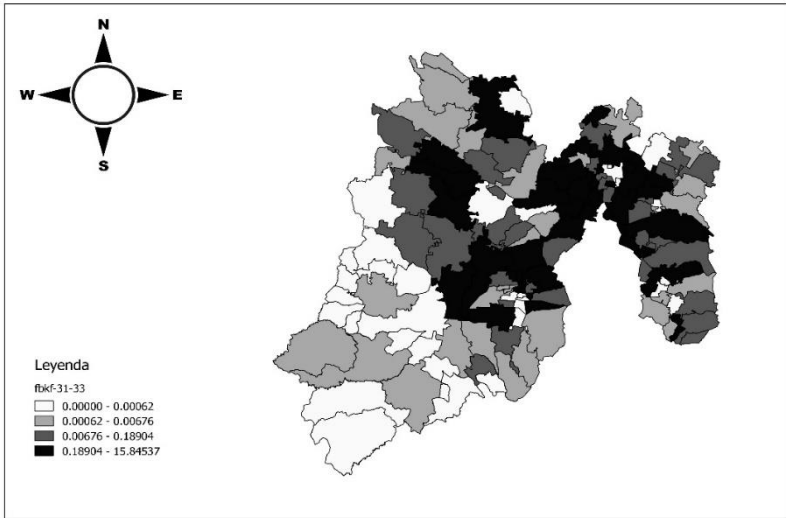 N
W E
S
Leyenda
fbkf-31-33
0.00000 - 0.00062
0.00062 - 0.00676
0.00676 - 0.18904
0.18904 - 15.84537